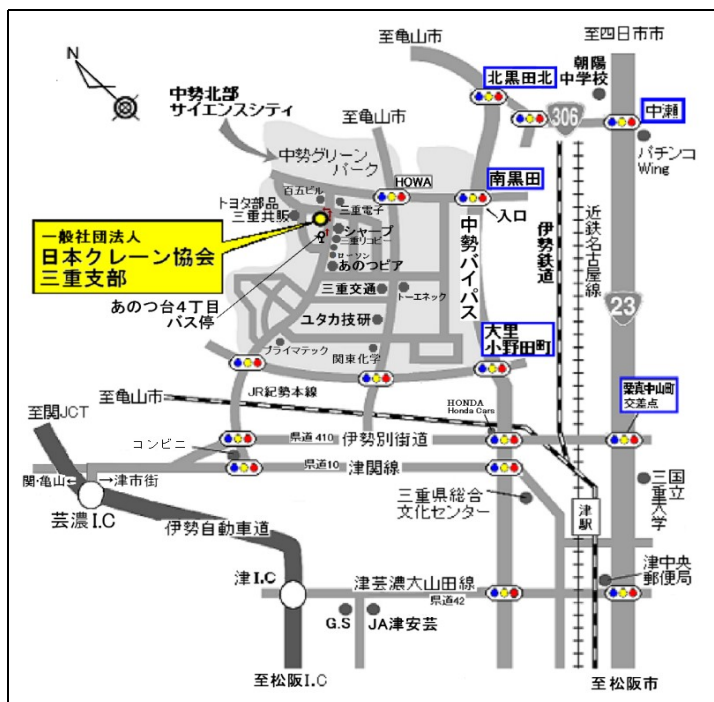 至亀山市
至四日市市
N
北黒田北
朝陽
中学校
中勢北部
サイエンスシティ
306
中瀬
至亀山市
パチンコ
Wing
中勢グリーン
パーク
HOWA
南黒田
百五ビル
トヨタ部品
三重共販
三重電子
入口
シャープ
三重リコピー
ローソン
あのつピア
一般社団法人
日本クレーン協会
三重支部
中勢バイパス
伊勢鉄道
近鉄名古屋線
23
三重交通
トーエネック
あのつ台4丁目
バス停
ユタカ技研
大里
小野田町
プライマテック
関東化学
栗真中山町
交差点
至亀山市
JR紀勢本線
HONDA
Honda Cars
至関JCT
県道410
伊勢別街道
コンビニ
県道10
津関線
関・亀山←
→津市街
芸濃I.C
伊勢自動車道
三重県総合
文化センター
津駅
国立
三重大学
津I.C
津芸濃大山田線
県道42
津中央
郵便局
G.S
JA津安芸
至松阪I.C
至松阪市